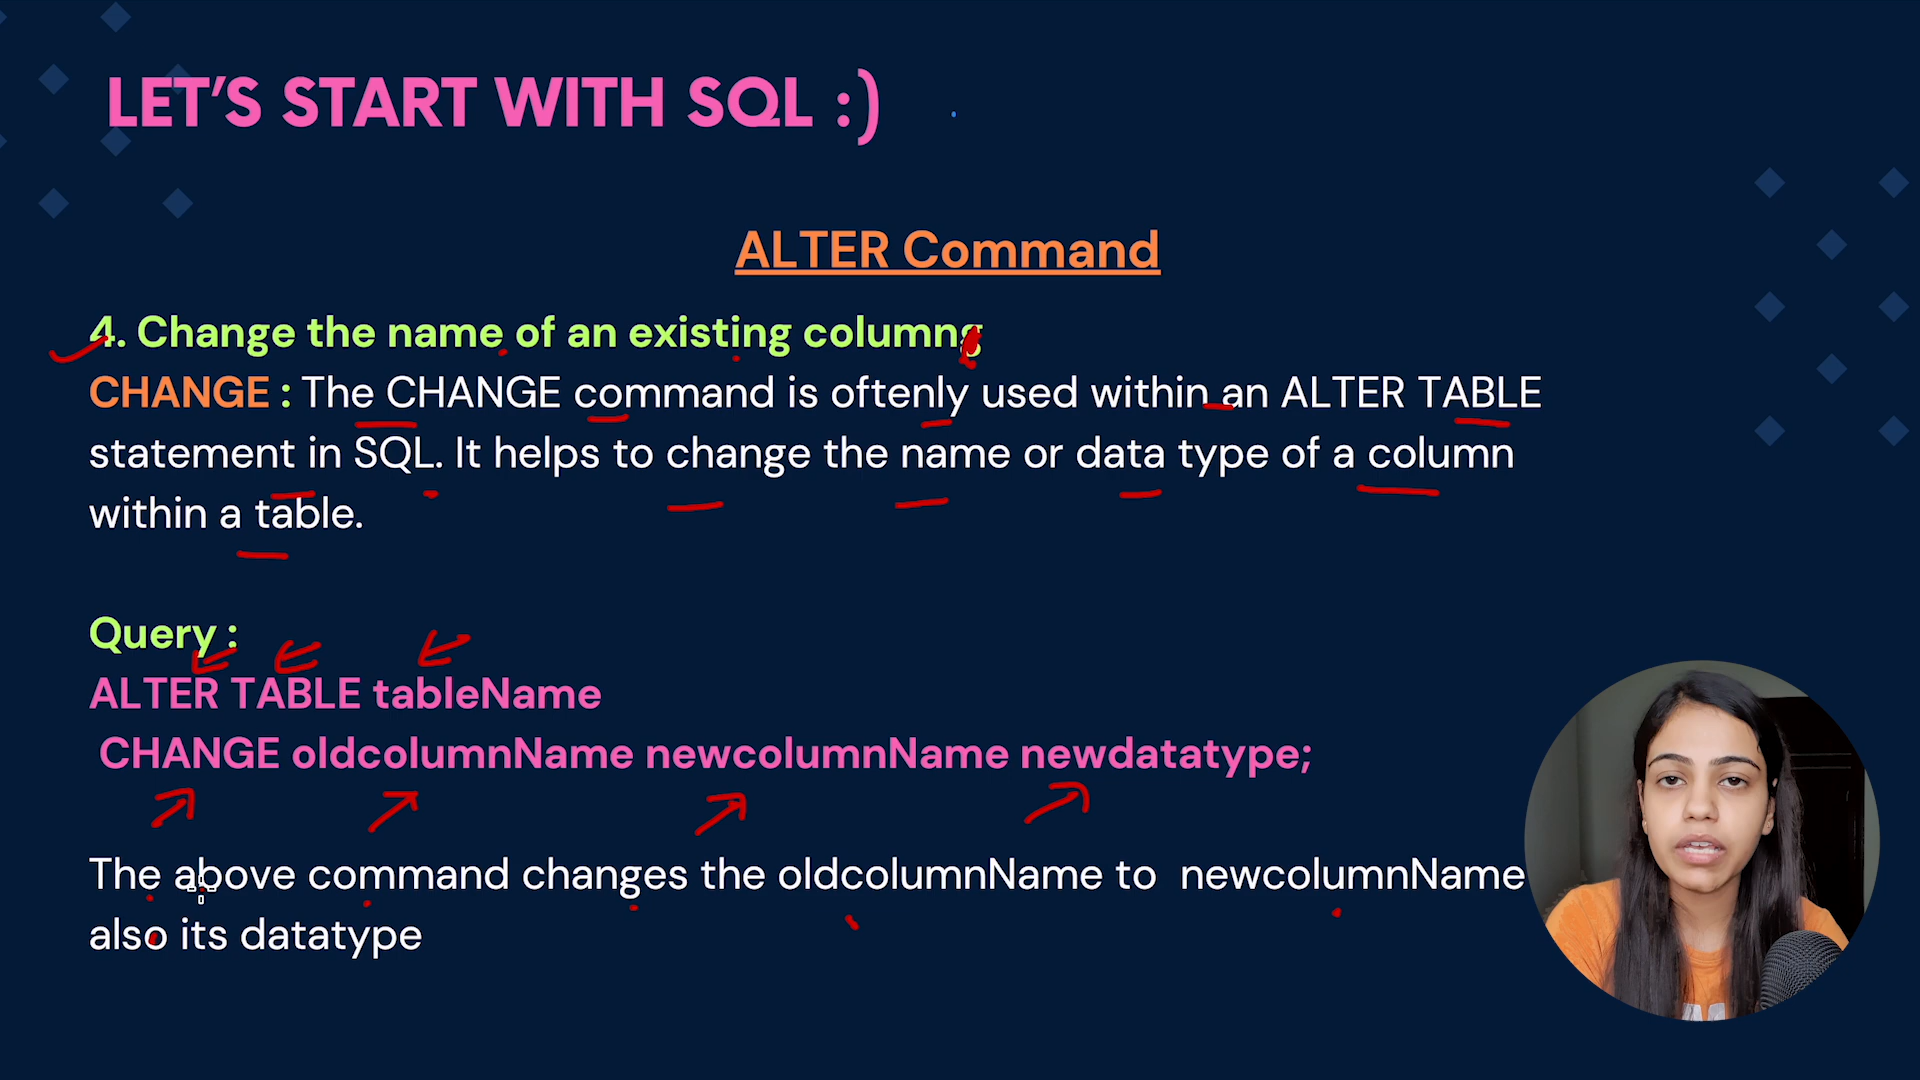 LET'S START WITH SQL :)
ALTER Command
4. Change the name of an existing columng
CHANGE : The CHANGE command is oftenly used within an ALTER TABLE
statement in SQL. It helps to change the name or data type of a column
within a table.
Query :
ALTER TABLE tableName
CHANGE oldcolumnName newcolumnName newdatatype;
The above command changes the oldcolumnName to newcolumnName
also its datatype